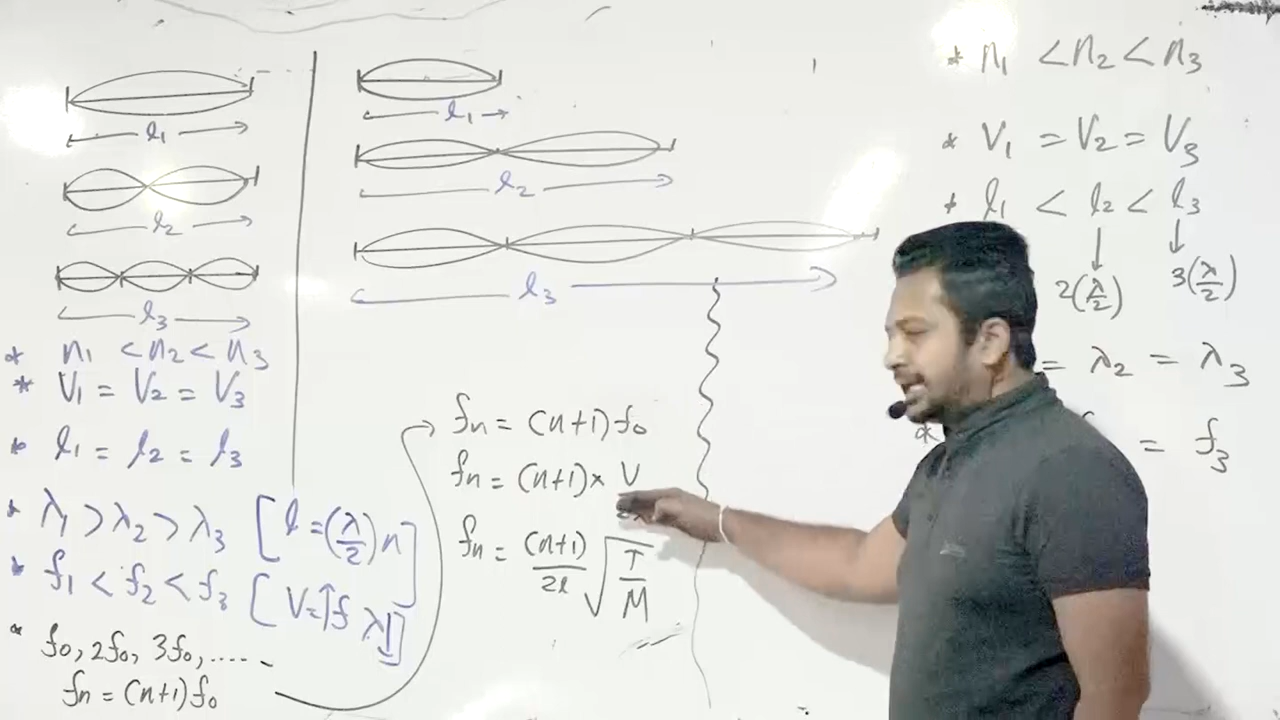 l₁
l₂
l₃
* n₁ < n₂ < n₃
* V₁ = V₂ = V₃
* l₁ = l₂ = l₃
* λ₁ > λ₂ > λ₃ [l = (λ/2) n]
* f₁ < f₂ < f₃ [V = ↑f λ↓]
* f₀, 2f₀, 3f₀, .....
fn = (n+1)f₀
l₁
l₂
l₃
fn = (n+1)f₀
fn = (n+1) × V
fn = (n+1)/2l √(T/M)
* n₁ < n₂ < n₃
* V₁ = V₂ = V₃
* l₁ < l₂ < l₃
2(λ/2) 3(λ/2)
= λ₂ = λ₃
* = f₃